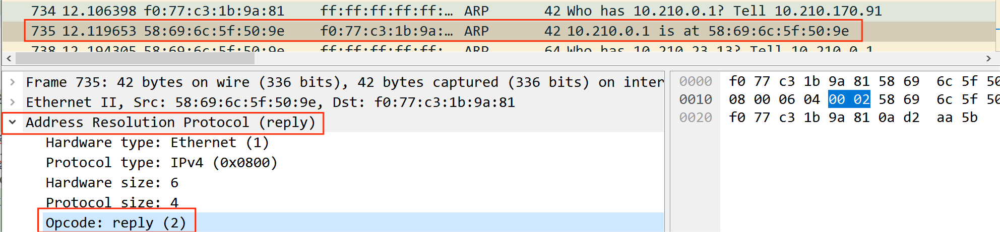 734 12.106398 f0:77:c3:1b:9a:81 ff:ff:ff:ff:ff:… ARP 42 Who has 10.210.0.1? Tell 10.210.170.91
735 12.119653 58:69:6c:5f:50:9e f0:77:c3:1b:9a:… ARP 42 10.210.0.1 is at 58:69:6c:5f:50:9e
738 12.194305 58:69:6c:5f:50:9e ff:ff:ff:ff:ff: ARP 64 Who has 10.210.23.13? Tell 10.210.0.1
Frame 735: 42 bytes on wire (336 bits), 42 bytes captured (336 bits) on inter
Ethernet II, Src: 58:69:6c:5f:50:9e, Dst: f0:77:c3:1b:9a:81
Address Resolution Protocol (reply)
Hardware type: Ethernet (1)
Protocol type: IPv4 (0x0800)
Hardware size: 6
Protocol size: 4
Opcode: reply (2)
0000 f0 77 c3 1b 9a 81 58 69 6c 5f 50
0010 08 00 06 04 00 02 58 69 6c 5f 50
0020 f0 77 c3 1b 9a 81 0a d2 aa 5b